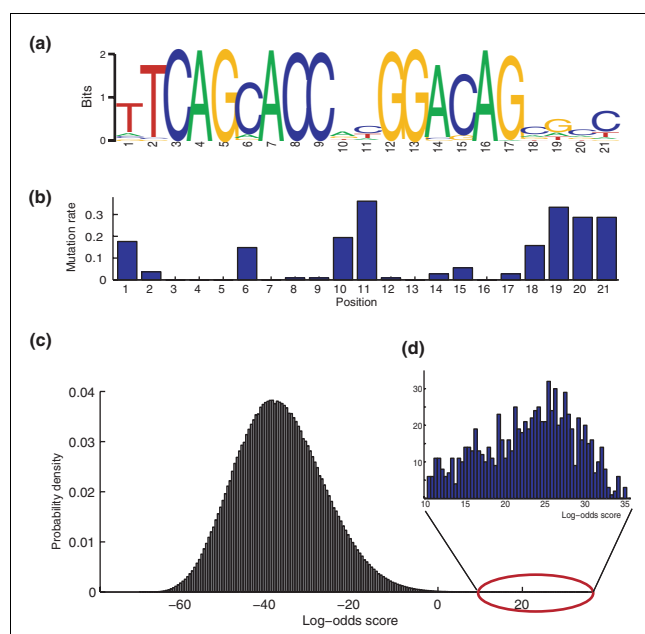 (a)
2
1
0
Bits
TTCAGCACCACGGACAGCGCC
1 2 3 4 5 6 7 8 9 10 11 12 13 14 15 16 17 18 19 20 21
(b)
Mutation rate
0.3
0.2
0.1
0
1 2 3 4 5 6 7 8 9 10 11 12 13 14 15 16 17 18 19 20 21
Position
(c)
0.04
0.03
0.02
0.01
0
Probability density
−60 −40 −20 0 20
Log−odds score
(d)
30
20
10
10 15 20 25 30 35
Log−odds score